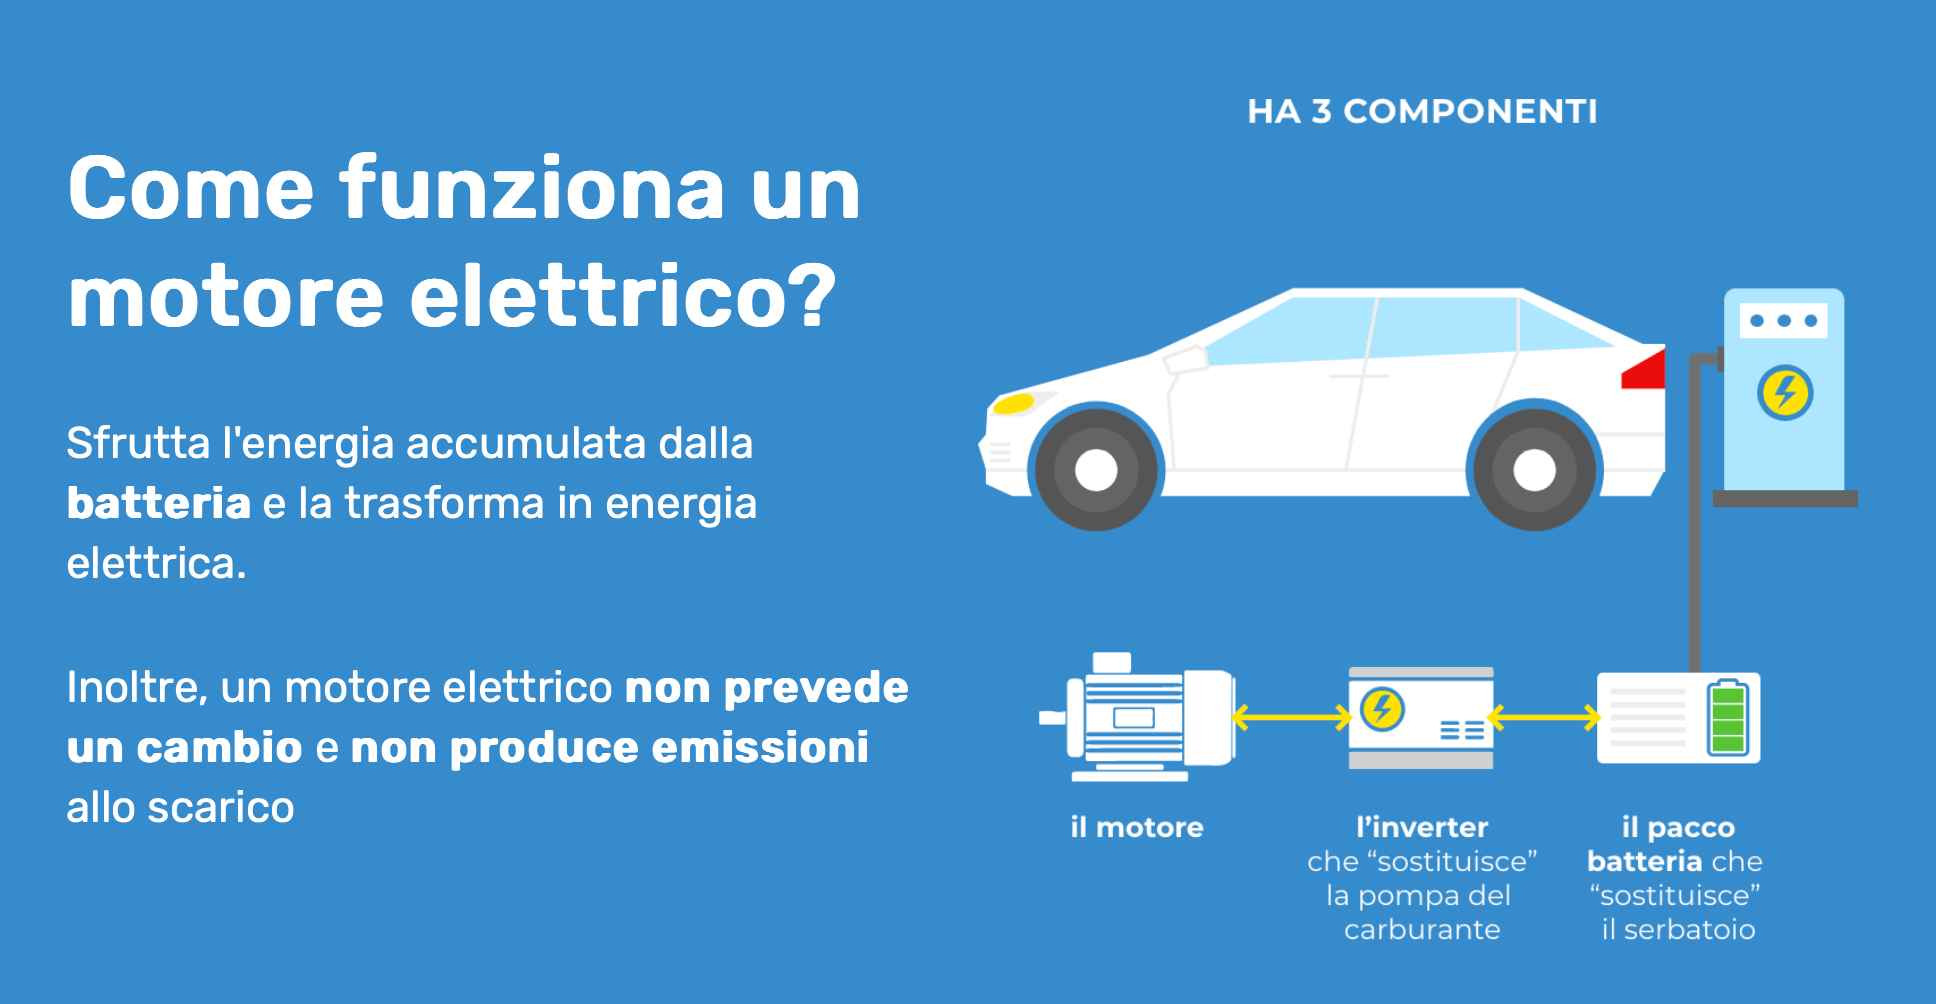 HA 3 COMPONENTI
Come funziona un
motore elettrico?
Sfrutta l'energia accumulata dalla
batteria e la trasforma in energia
elettrica.
Inoltre, un motore elettrico non prevede
un cambio e non produce emissioni
allo scarico
il motore
l’inverter
che “sostituisce”
la pompa del
carburante
il pacco
batteria che
“sostituisce”
il serbatoio